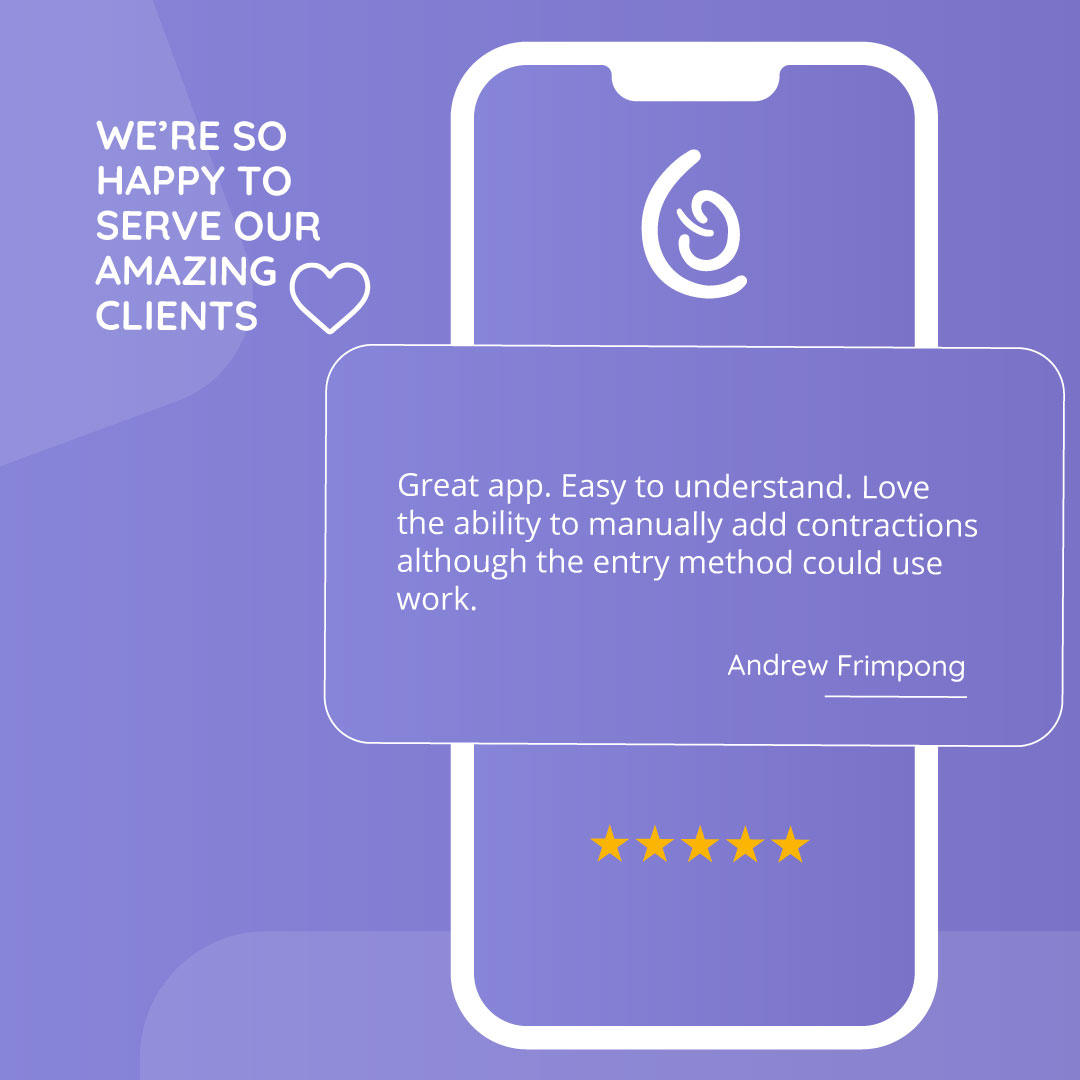 WE’RE SO
HAPPY TO
SERVE OUR
AMAZING
CLIENTS
Great app. Easy to understand. Love
the ability to manually add contractions
although the entry method could use
work.
Andrew Frimpong